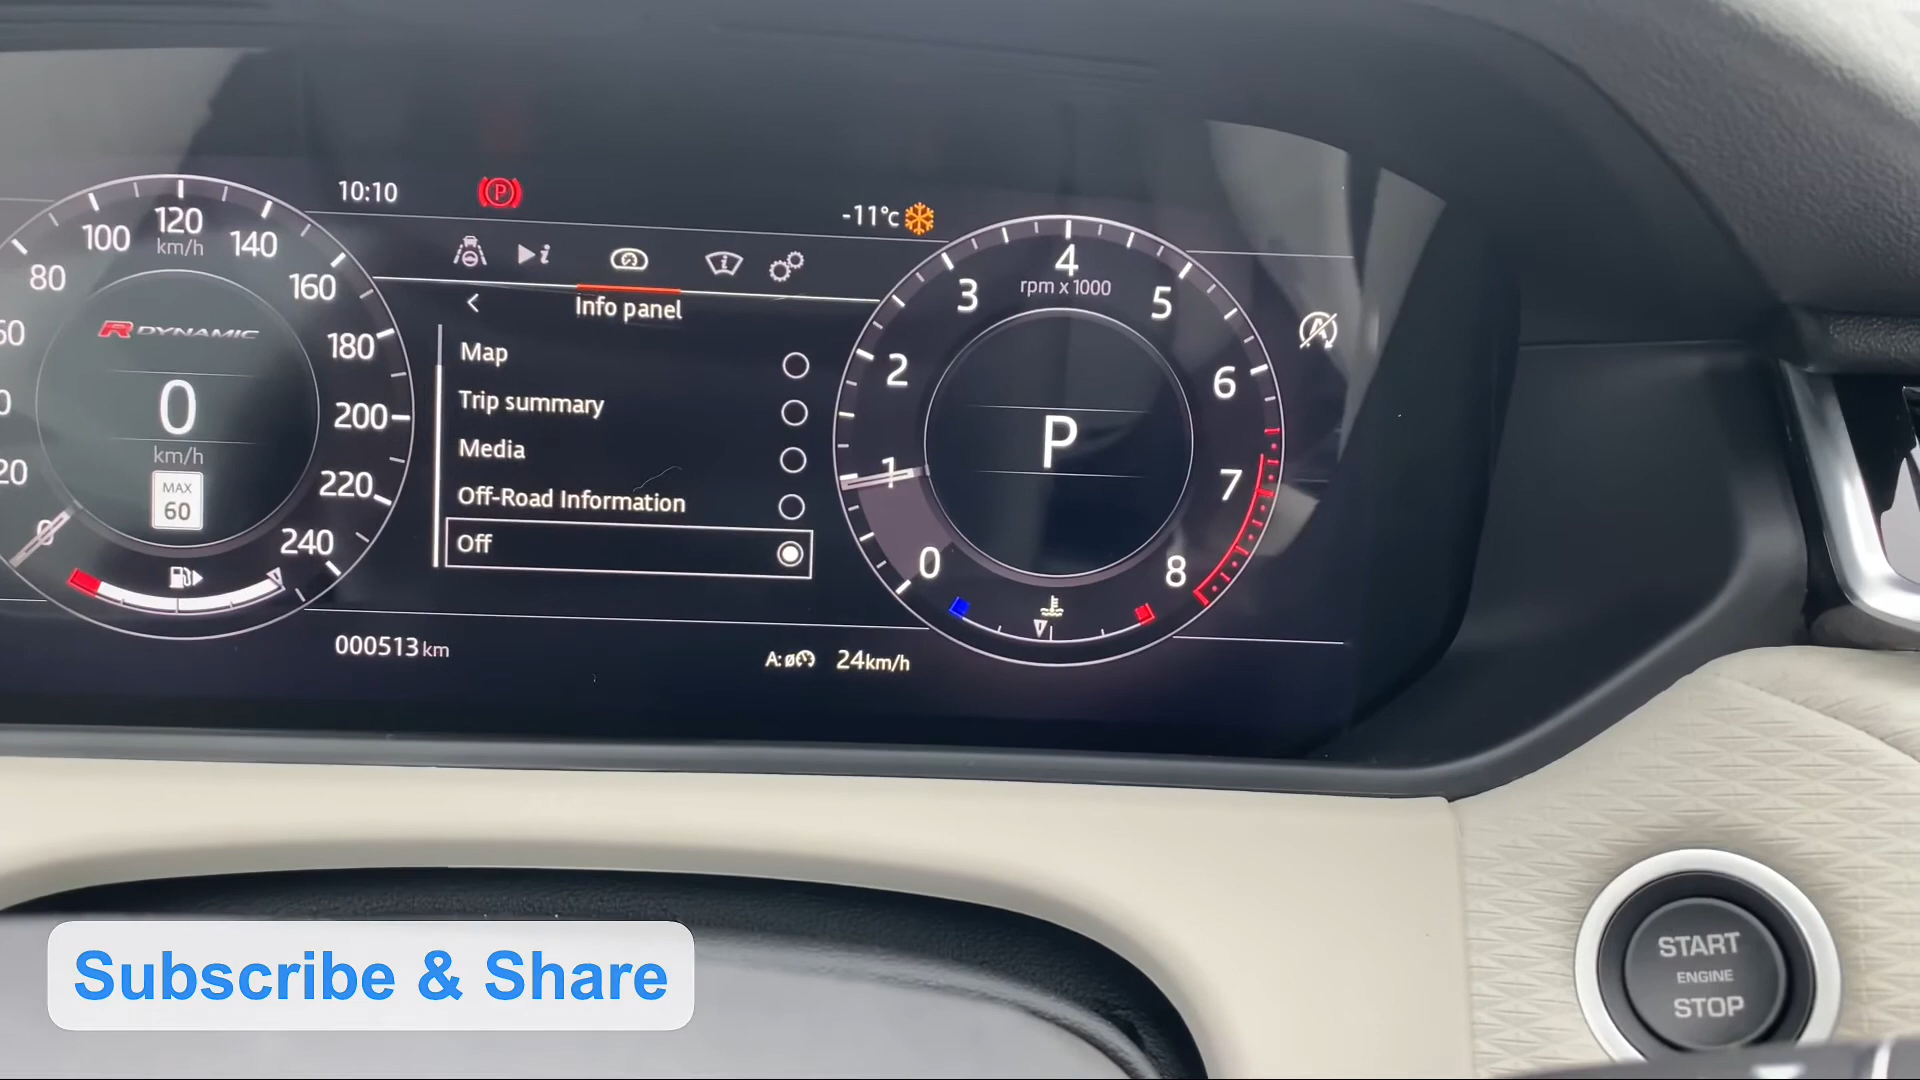 10:10
P
-11°c
Info panel
Map
Trip summary
Media
Off-Road Information
Off
80
100
120
km/h
140
160
180
200
220
240
20
0
R DYNAMIC
0
km/h
MAX
60
0
1
2
3
4
5
6
7
8
rpm x 1000
P
A
000513 km
A:ø
24km/h
START
ENGINE
STOP
Subscribe & Share